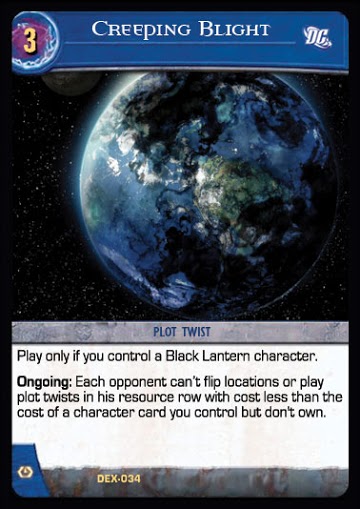 3
Creeping Blight
DC
PLOT TWIST
Play only if you control a Black Lantern character.
Ongoing: Each opponent can't flip locations or play
plot twists in his resource row with cost less than the
cost of a character card you control but don't own.
DEX-034